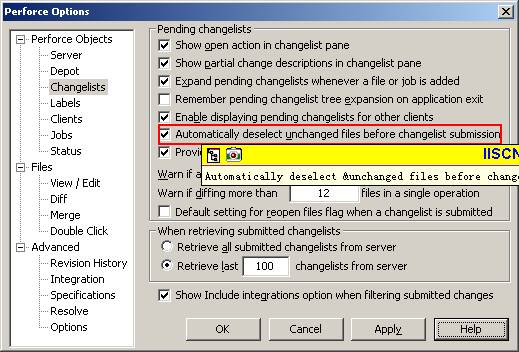 Perforce Options
Perforce Objects
Server
Depot
Changelists
Labels
Clients
Jobs
Status
Files
View / Edit
Diff
Merge
Double Click
Advanced
Revision History
Integration
Specifications
Resolve
Options
Pending changelists
Show open action in changelist pane
Show partial change descriptions in changelist pane
Expand pending changelists whenever a file or job is added
Remember pending changelist tree expansion on application exit
Enable displaying pending changelists for other clients
Automatically deselect unchanged files before changelist submission
Provid
IISCN
Automatically deselect &unchanged files before change
Warn if a
Warn if diffing more than 12 files in a single operation
Default setting for reopen files flag when a changelist is submitted
When retrieving submitted changelists
Retrieve all submitted changelists from server
Retrieve last 100 changelists from server
Show Include integrations option when filtering submitted changes
OK
Cancel
Apply
Help